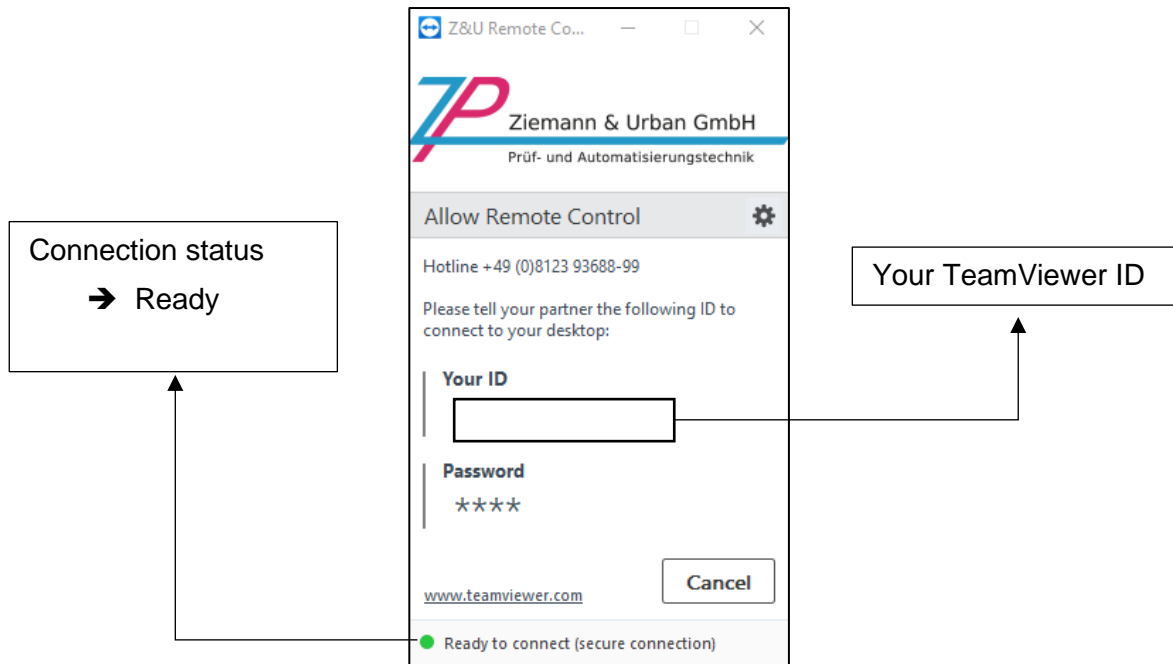 Z&U Remote Co...
ZP
Ziemann & Urban GmbH
Prüf- und Automatisierungstechnik
Allow Remote Control
Connection status
➔ Ready
Hotline +49 (0)8123 93688-99
Your TeamViewer ID
Please tell your partner the following ID to
connect to your desktop:
Your ID
Password
****
Cancel
www.teamviewer.com
Ready to connect (secure connection)